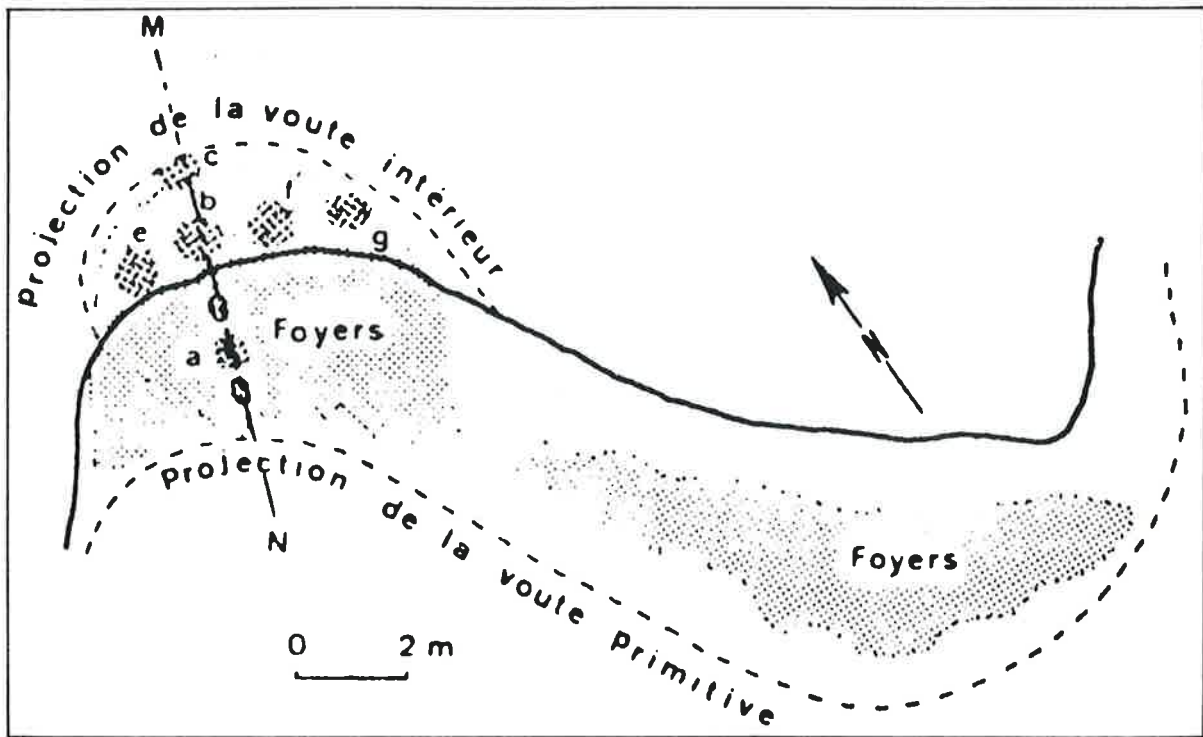 M
Projection de la voute intérieur
c
b
e
f
g
Foyers
a
Projection de la voute primitive
N
Foyers
0 2 m